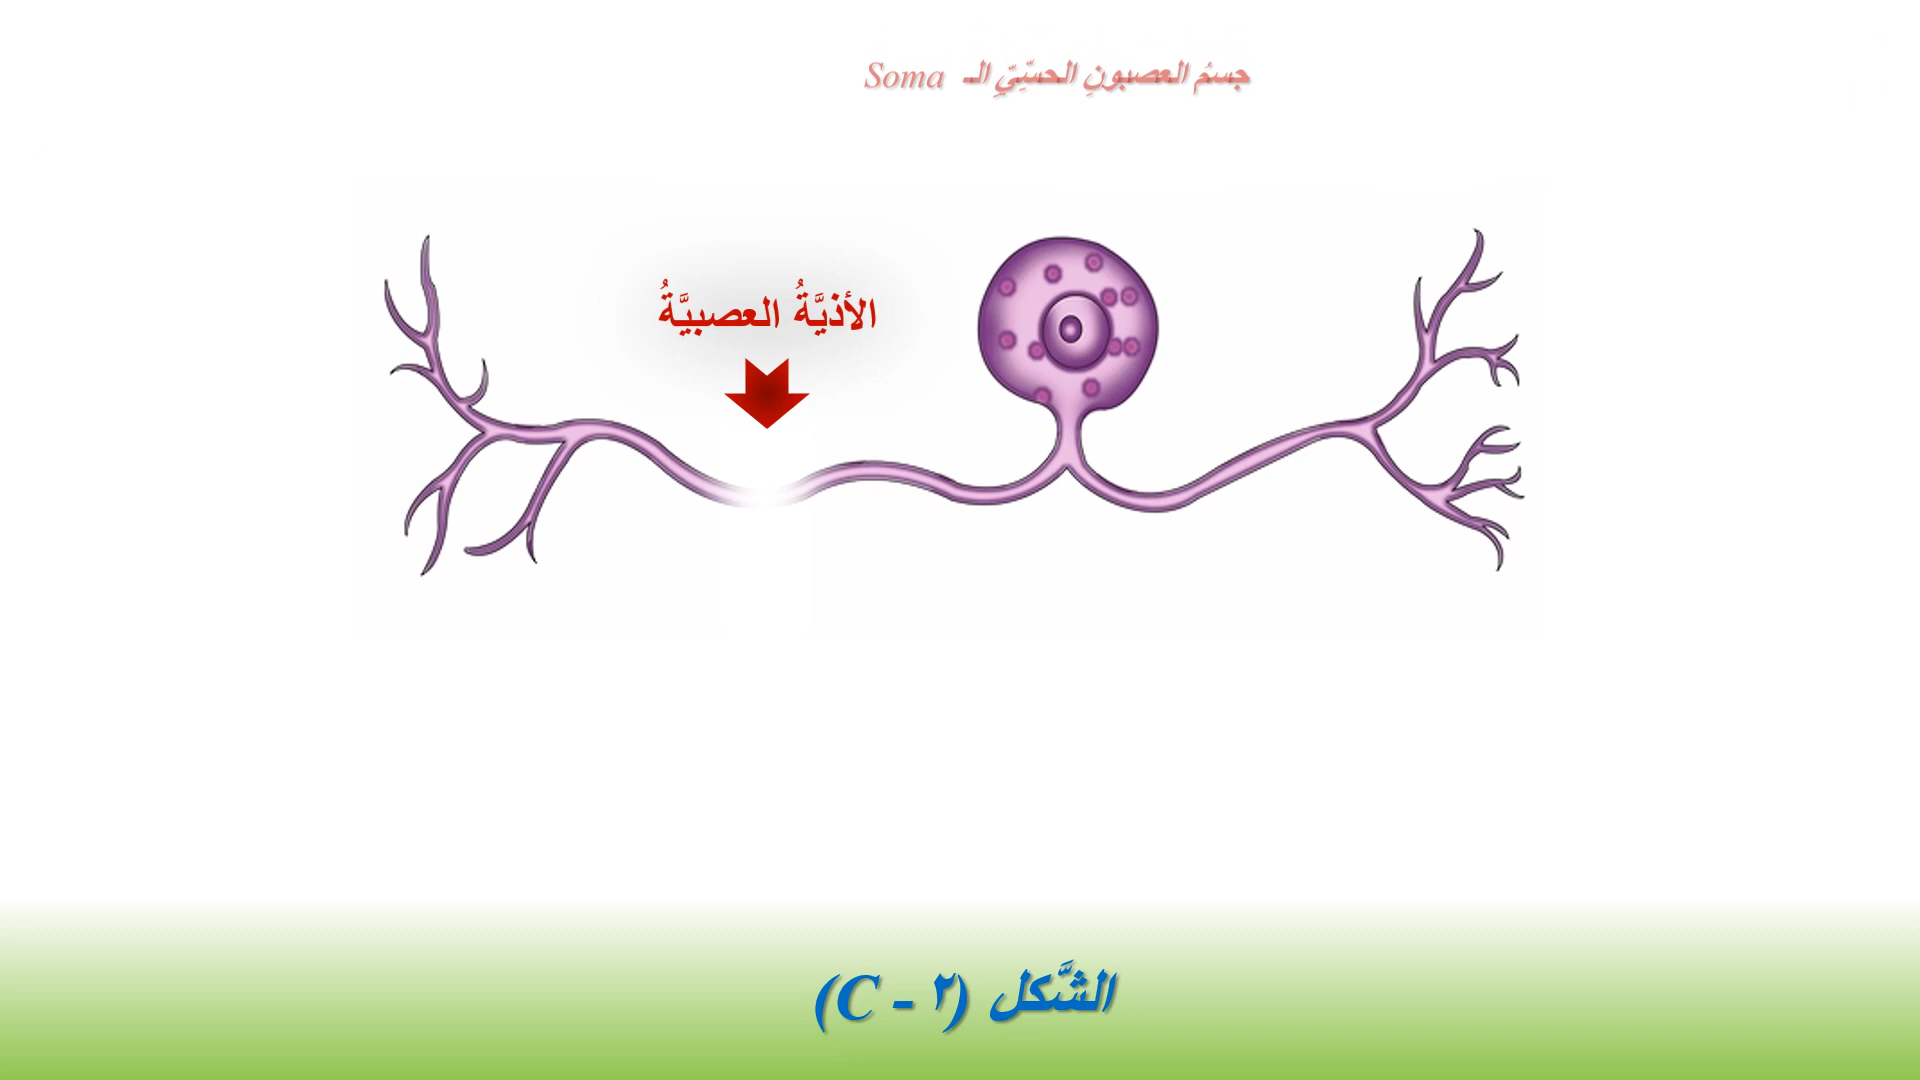 جسمُ العصبونِ الحسّيِّ الـ Soma
الأذيَّةُ العصبيَّةُ
الشَّكل (٢ - C)